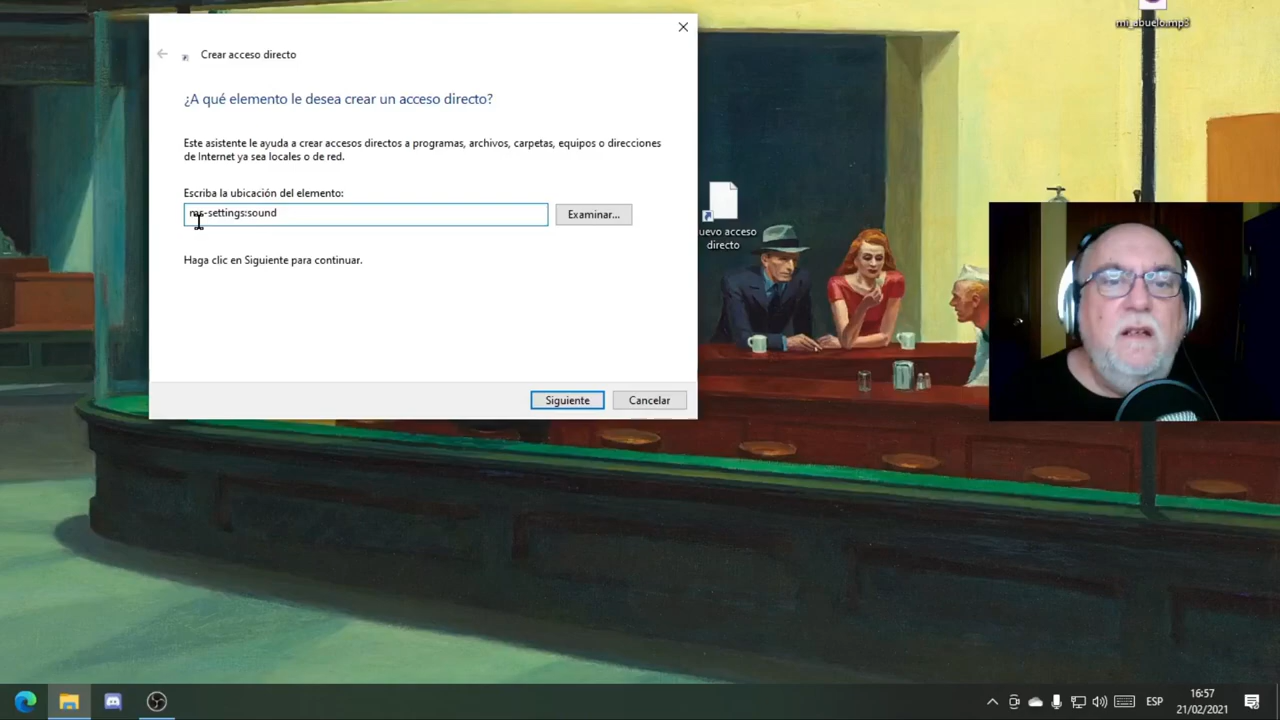 mi_abuelo.mp3
Crear acceso directo
¿A qué elemento le desea crear un acceso directo?
Este asistente le ayuda a crear accesos directos a programas, archivos, carpetas, equipos o direcciones
de Internet ya sea locales o de red.
Escriba la ubicación del elemento:
ms-settings:sound
Examinar...
uevo acceso
directo
Haga clic en Siguiente para continuar.
Siguiente
Cancelar
ESP
16:57
21/02/2021